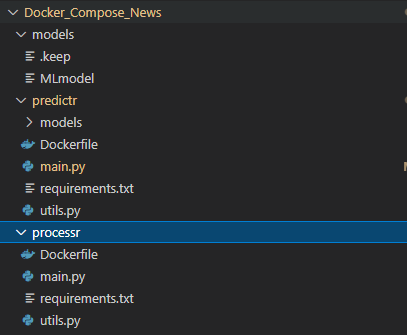 Docker_Compose_News
models
.keep
MLmodel
predictr
models
Dockerfile
main.py
requirements.txt
utils.py
processr
Dockerfile
main.py
requirements.txt
utils.py